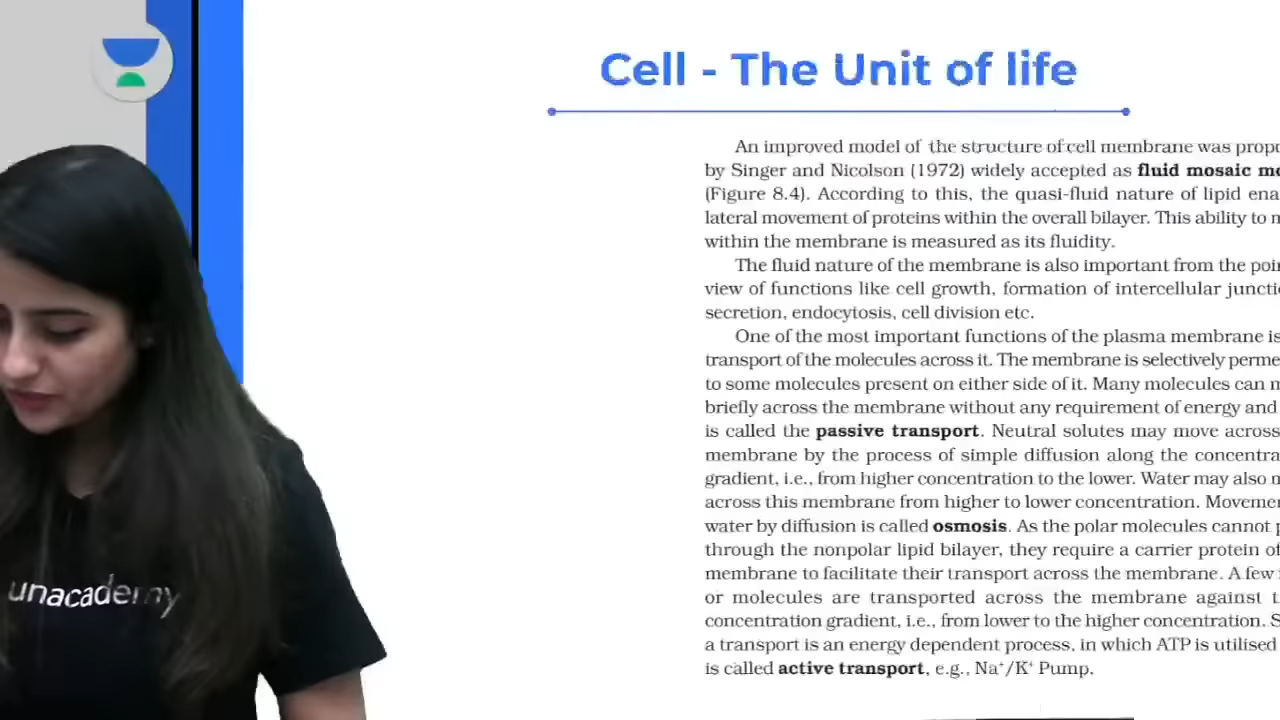 Cell - The Unit of life
An improved model of the structure of cell membrane was
by Singer and Nicolson (1972) widely accepted as fluid mosaic
(Figure 8.4). According to this, the quasi-fluid nature of lipid
lateral movement of proteins within the overall bilayer. This ability to
within the membrane is measured as its fluidity.
The fluid nature of the membrane is also important from the
view of functions like cell growth, formation of intercellular
secretion, endocytosis, cell division etc.
One of the most important functions of the plasma membrane is
transport of the molecules across it. The membrane is selectively
to some molecules present on either side of it. Many molecules can
briefly across the membrane without any requirement of energy and
is called the passive transport. Neutral solutes may move across
membrane by the process of simple diffusion along the
gradient, i.e., from higher concentration to the lower. Water may also
across this membrane from higher to lower concentration.
water by diffusion is called osmosis. As the polar molecules cannot
through the nonpolar lipid bilayer, they require a carrier protein
membrane to facilitate their transport across the membrane. A few
or molecules are transported across the membrane against
concentration gradient, i.e., from lower to the higher concentration.
a transport is an energy dependent process, in which ATP is utilised
is called active transport, e.g., Na⁺/K⁺ Pump.
unacademy